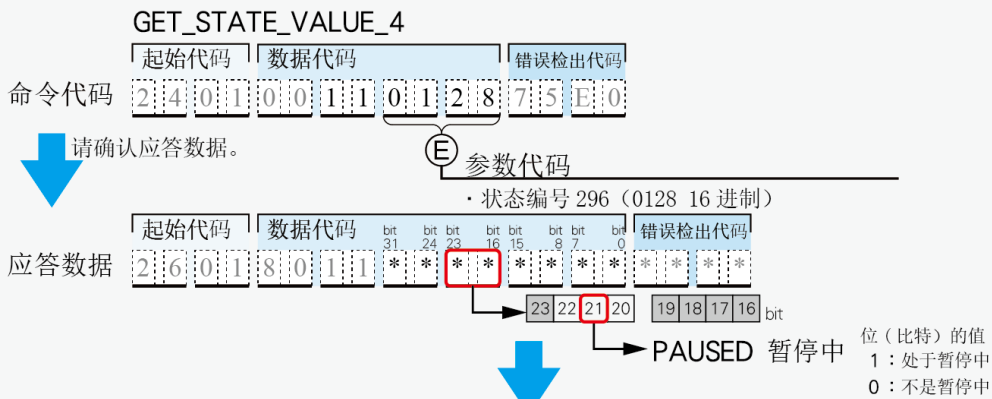 GET_STATE_VALUE_4
起始代码 数据代码 错误检出代码
命令代码 2 4 0 1 0 0 1 1 0 1 2 8 7 5 E 0
请确认应答数据。
E 参数代码
・状态编号 296（0128 16 进制）
起始代码 数据代码 bit 31 bit 24 bit 23 bit 16 bit 15 bit 8 bit 7 bit 0 错误检出代码
应答数据 2 6 0 1 8 0 1 1 * * * * * * * * * * * *
23 22 21 20 19 18 17 16 bit
PAUSED 暂停中
位（比特）的值
1：处于暂停中
0：不是暂停中